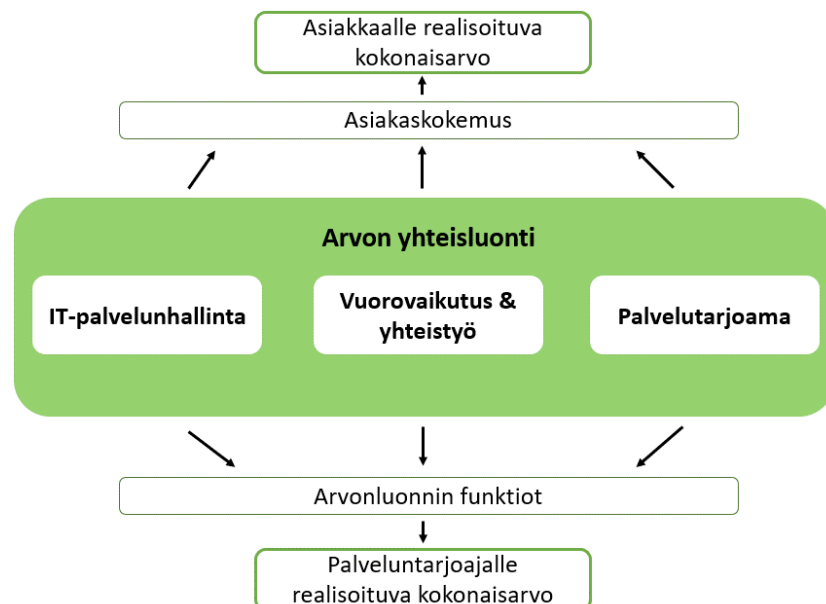 Asiakkaalle realisoituva
kokonaisarvo
Asiakaskokemus
Arvon yhteisluonti
IT-palvelunhallinta
Vuorovaikutus &
yhteistyö
Palvelutarjoama
Arvonluonnin funktiot
Palveluntarjoajalle
realisoituva kokonaisarvo